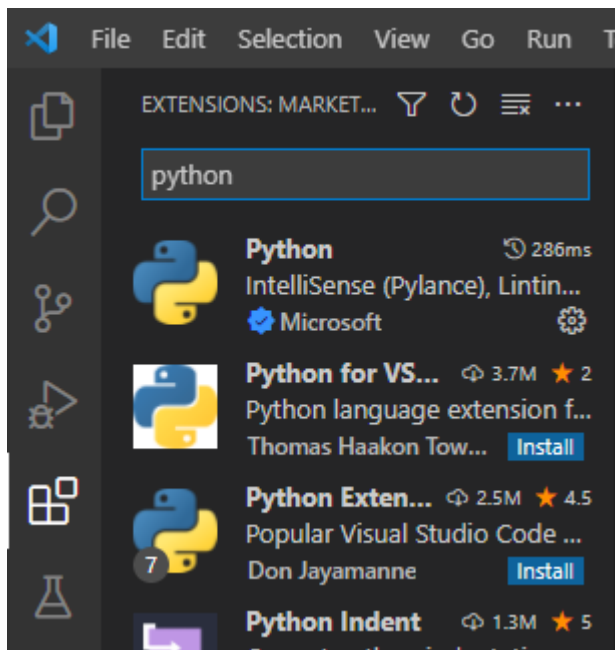 File Edit Selection View Go Run T
EXTENSIONS: MARKET...
python
Python 286ms
IntelliSense (Pylance), Lintin...
Microsoft
Python for VS... 3.7M 2
Python language extension f...
Thomas Haakon Tow... Install
Python Exten... 2.5M 4.5
Popular Visual Studio Code ...
7 Don Jayamanne Install
Python Indent 1.3M 5